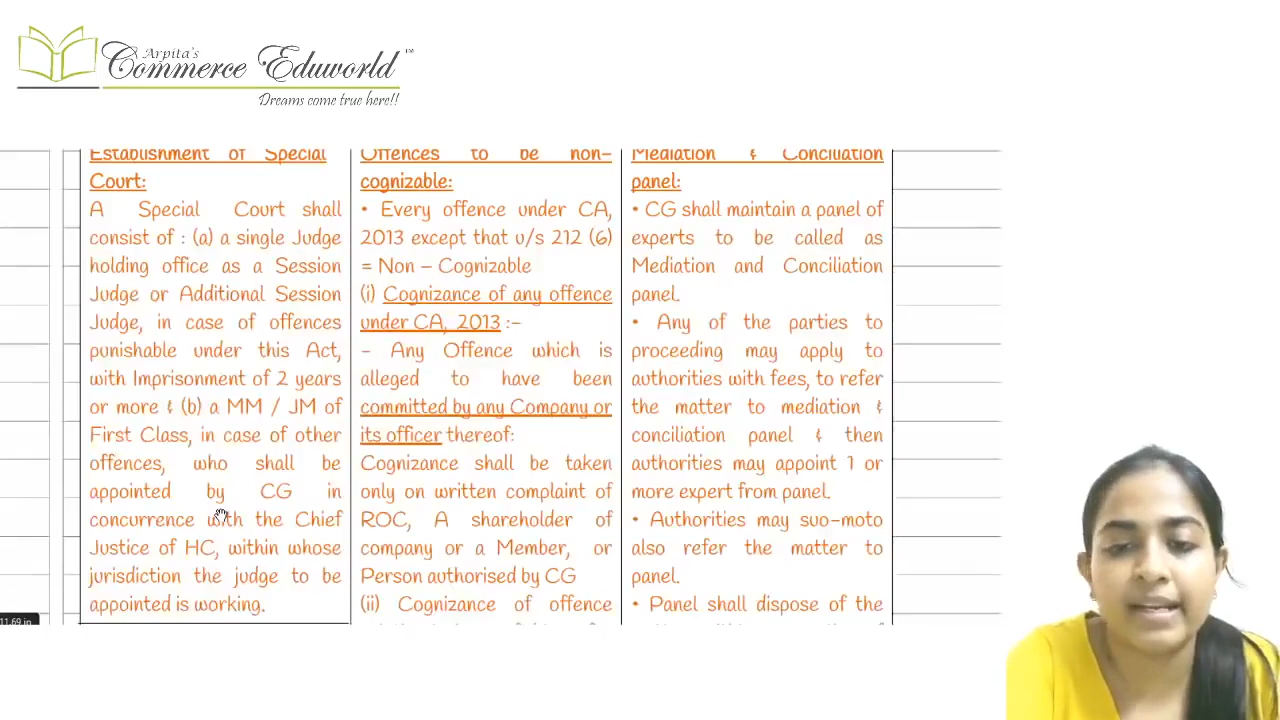 Arpita's
Commerce Eduworld™
Dreams come true here!!
Establishment of Special
Court:
A Special Court shall
consist of : (a) a single Judge
holding office as a Session
Judge or Additional Session
Judge, in case of offences
punishable under this Act,
with Imprisonment of 2 years
or more & (b) a MM / JM of
First Class, in case of other
offences, who shall be
appointed by CG in
concurrence with the Chief
Justice of HC, within whose
jurisdiction the judge to be
appointed is working.
Offences to be non-
cognizable:
• Every offence under CA,
2013 except that u/s 212 (6)
= Non – Cognizable
(i) Cognizance of any offence
under CA, 2013 :-
- Any Offence which is
alleged to have been
committed by any Company or
its officer thereof:
Cognizance shall be taken
only on written complaint of
ROC, A shareholder of
company or a Member, or
Person authorised by CG
(ii) Cognizance of offence
Mediation & Conciliation
panel:
• CG shall maintain a panel of
experts to be called as
Mediation and Conciliation
panel.
• Any of the parties to
proceeding may apply to
authorities with fees, to refer
the matter to mediation &
conciliation panel & then
authorities may appoint 1 or
more expert from panel.
• Authorities may suo-moto
also refer the matter to
panel.
• Panel shall dispose of the
11.69 in